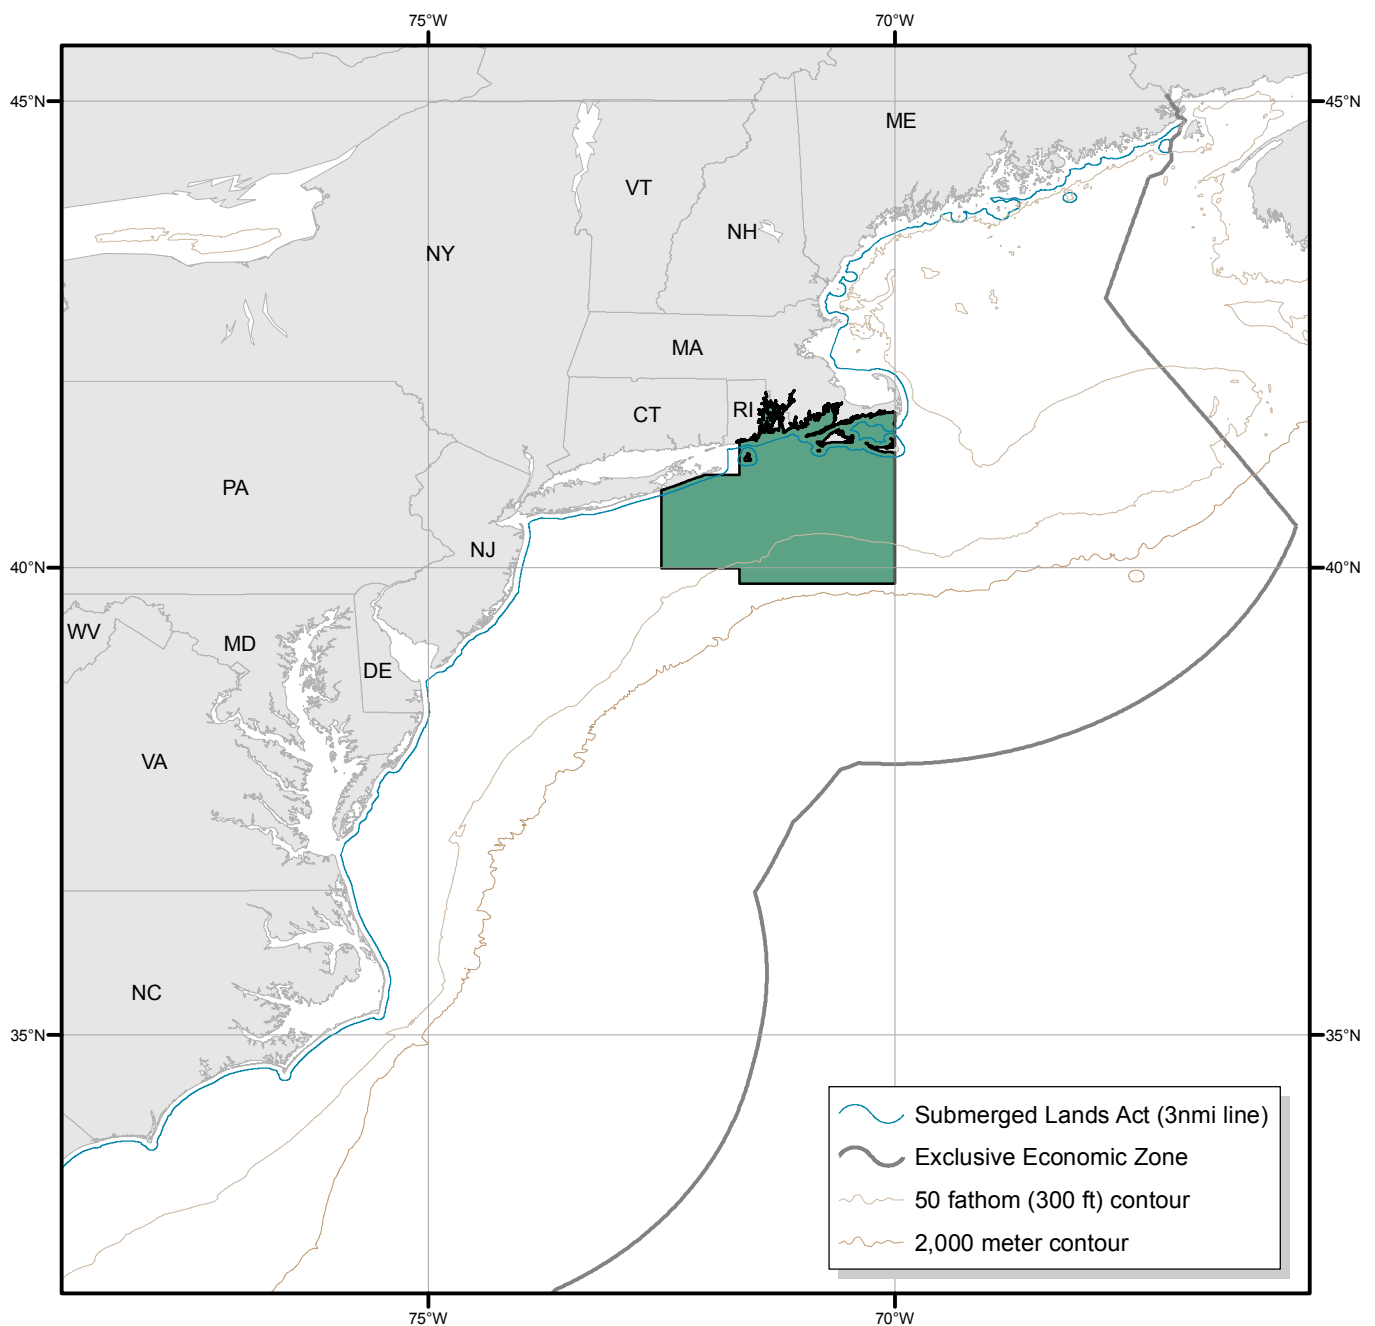 75°W 70°W
45°N 45°N
ME
VT
NH
NY
MA
RI
CT
PA
NJ
40°N 40°N
WV
MD
DE
VA
NC
35°N 35°N
Submerged Lands Act (3nmi line)
Exclusive Economic Zone
50 fathom (300 ft) contour
2,000 meter contour
75°W 70°W